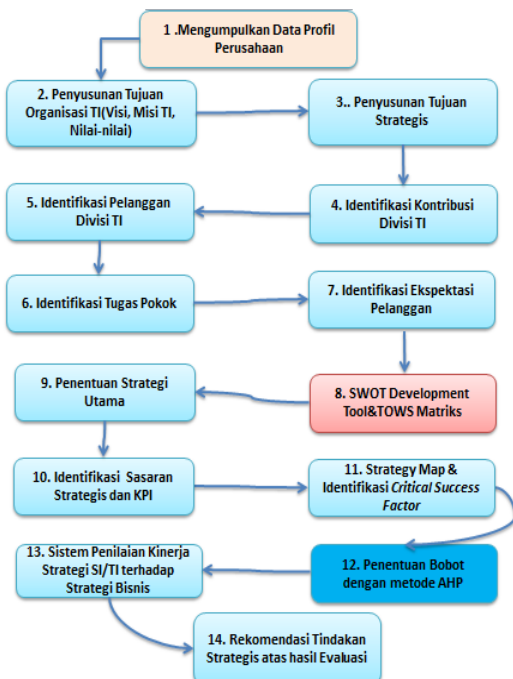 1 .Mengumpulkan Data Profil
Perusahaan
2. Penyusunan Tujuan
Organisasi TI(Visi, Misi TI,
Nilai-nilai)
3.. Penyusunan Tujuan
Strategis
4. Identifikasi Kontribusi
Divisi TI
5. Identifikasi Pelanggan
Divisi TI
6. Identifikasi Tugas Pokok
7. Identifikasi Ekspektasi
Pelanggan
8. SWOT Development
Tool&TOWS Matriks
9. Penentuan Strategi
Utama
10. Identifikasi Sasaran
Strategis dan KPI
11. Strategy Map &
Identifikasi Critical Success
Factor
12. Penentuan Bobot
dengan metode AHP
13. Sistem Penilaian Kinerja
Strategi SI/TI terhadap
Strategi Bisnis
14. Rekomendasi Tindakan
Strategis atas hasil Evaluasi